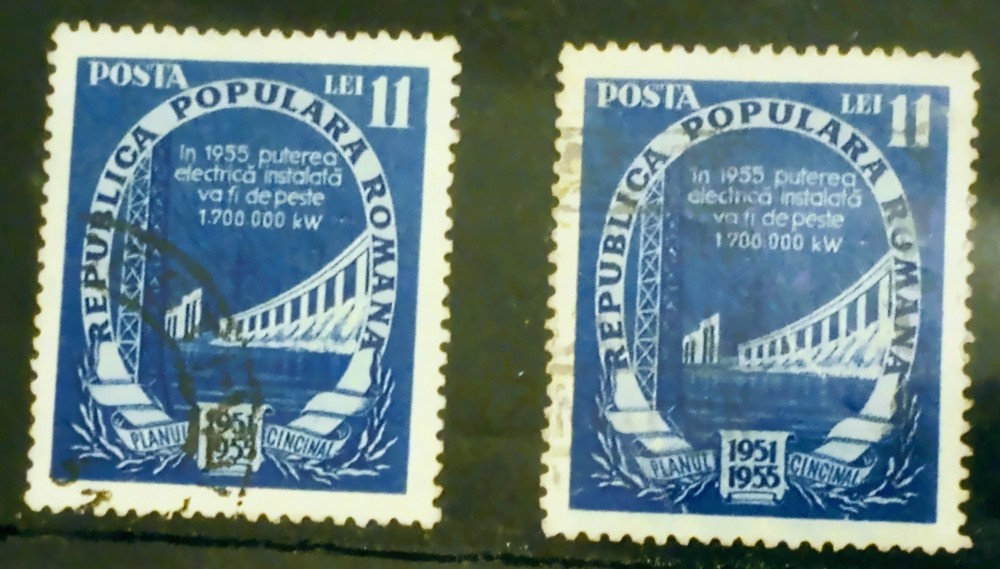 POSTA LEI 11
REPUBLICA POPULARA ROMANA
In 1955 puterea
electrică instalată
va fi de peste
1.700 000 kW
PLANUL 1951 1955 CINCINAL
POSTA LEI 11
REPUBLICA POPULARA ROMANA
In 1955 puterea
electrică instalată
va fi de peste
1700 000 kW
PLANUL 1951 1955 CINCINAL